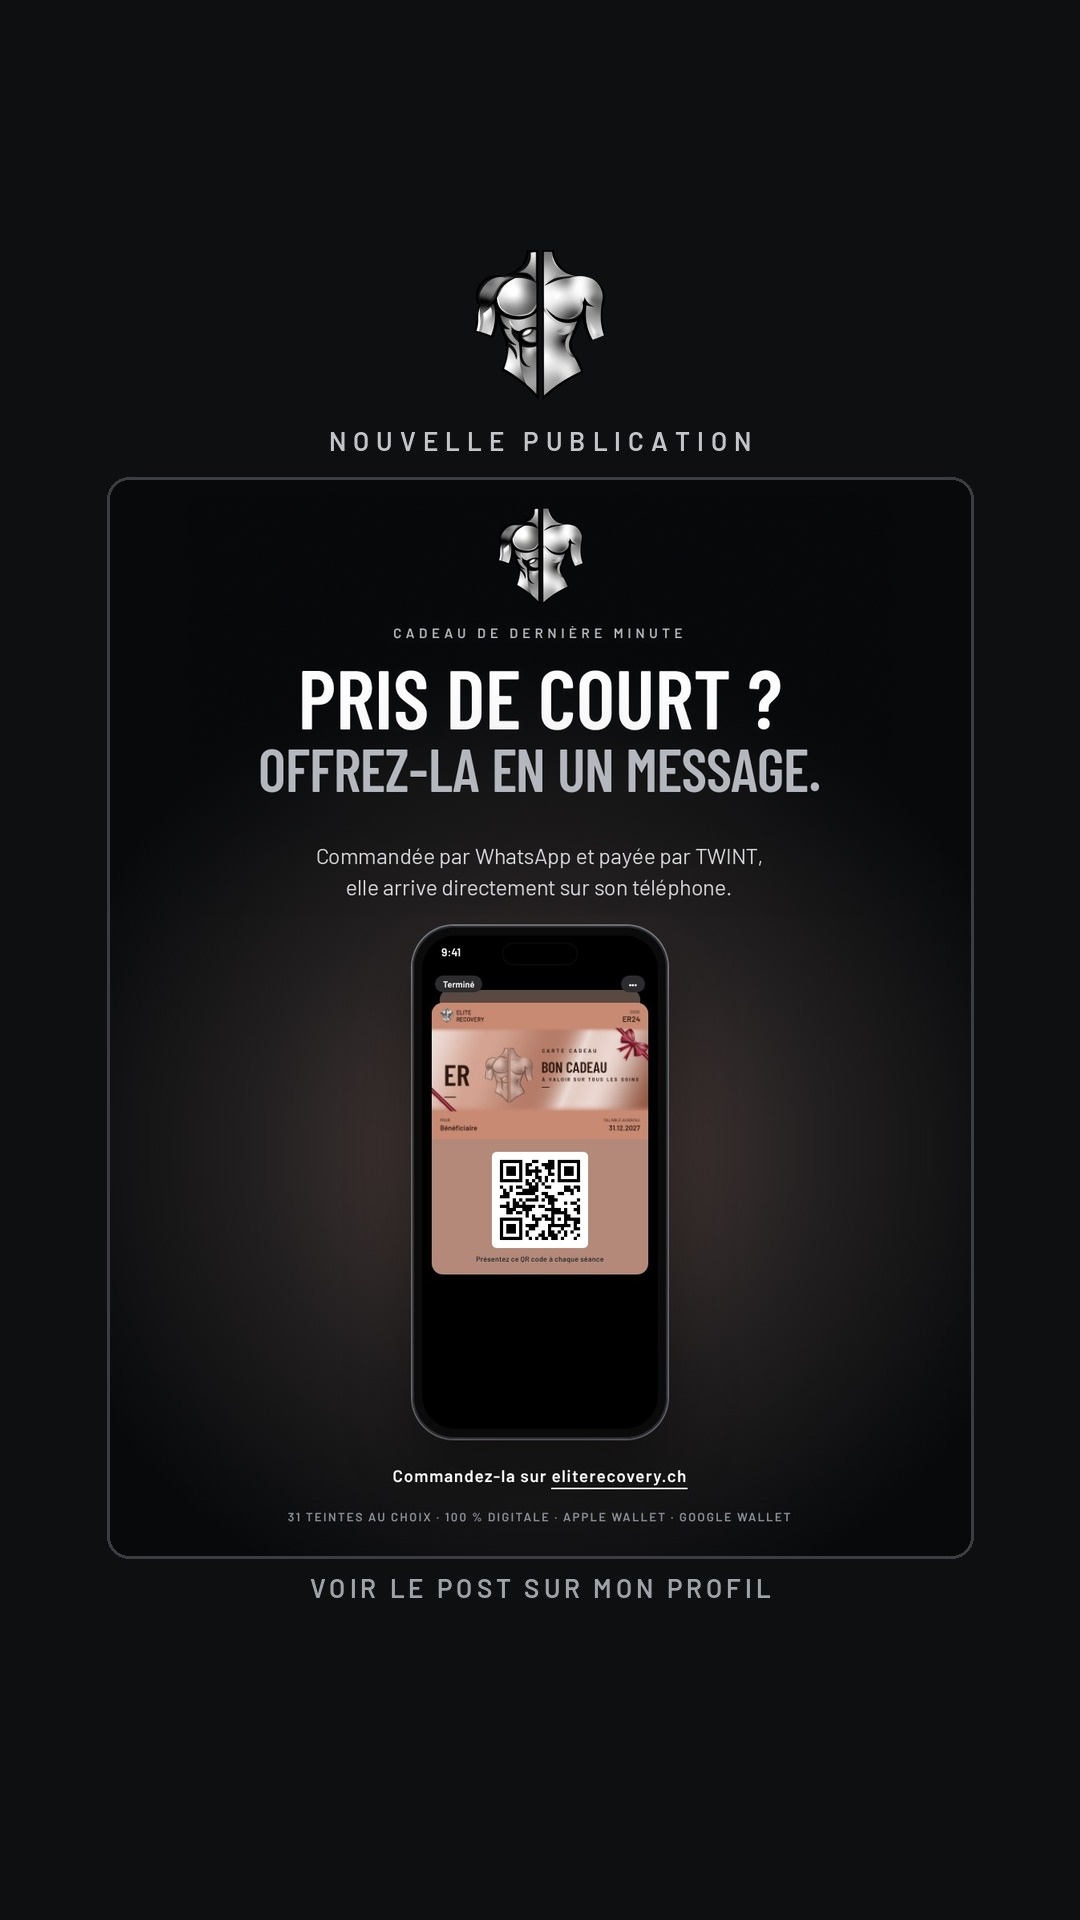 NOUVELLE PUBLICATION
CADEAU DE DERNIÈRE MINUTE
PRIS DE COURT ?
OFFREZ-LA EN UN MESSAGE.
Commandée par WhatsApp et payée par TWINT,
elle arrive directement sur son téléphone.
9:41
Terminé
ELITE
RECOVERY
ER24
CARTE CADEAU
ER
BON CADEAU
À VALOIR SUR TOUS LES SOINS
Bénéficiaire
31.12.2027
Présentez ce QR code à chaque séance
Commandez-la sur eliterecovery.ch
31 TEINTES AU CHOIX · 100 % DIGITALE · APPLE WALLET · GOOGLE WALLET
VOIR LE POST SUR MON PROFIL